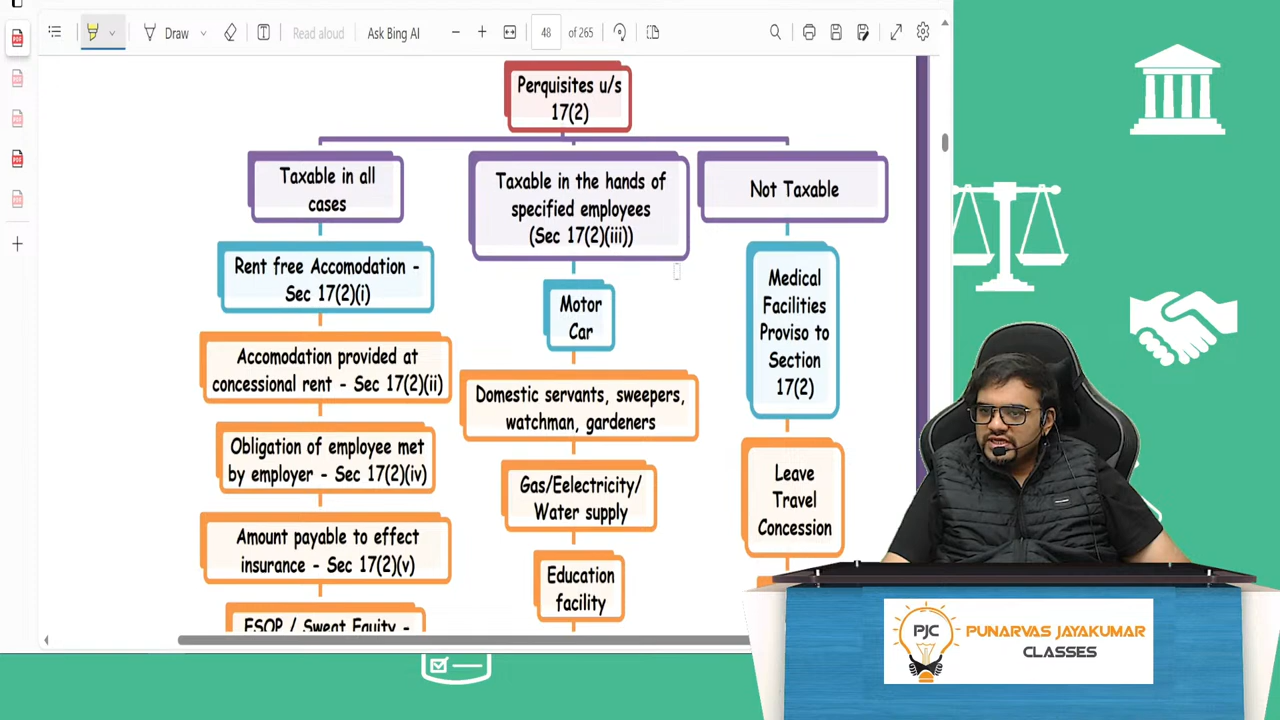 Draw
Read aloud
Ask Bing AI
48
of 265
Perquisites u/s
17(2)
Taxable in all
cases
Taxable in the hands of
specified employees
(Sec 17(2)(iii))
Not Taxable
Rent free Accomodation -
Sec 17(2)(i)
Accomodation provided at
concessional rent - Sec 17(2)(ii)
Obligation of employee met
by employer - Sec 17(2)(iv)
Amount payable to effect
insurance - Sec 17(2)(v)
ESOP / Sweat Equity -
Motor
Car
Domestic servants, sweepers,
watchman, gardeners
Gas/Eelectricity/
Water supply
Education
facility
Medical
Facilities
Proviso to
Section
17(2)
Leave
Travel
Concession
PJC
PUNARVAS JAYAKUMAR
CLASSES